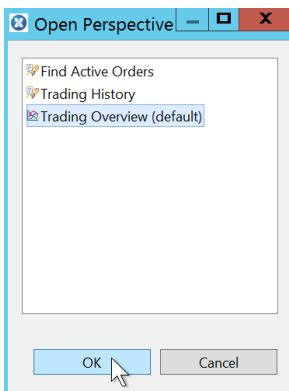 Open Perspective
Find Active Orders
Trading History
Trading Overview (default)
OK
Cancel